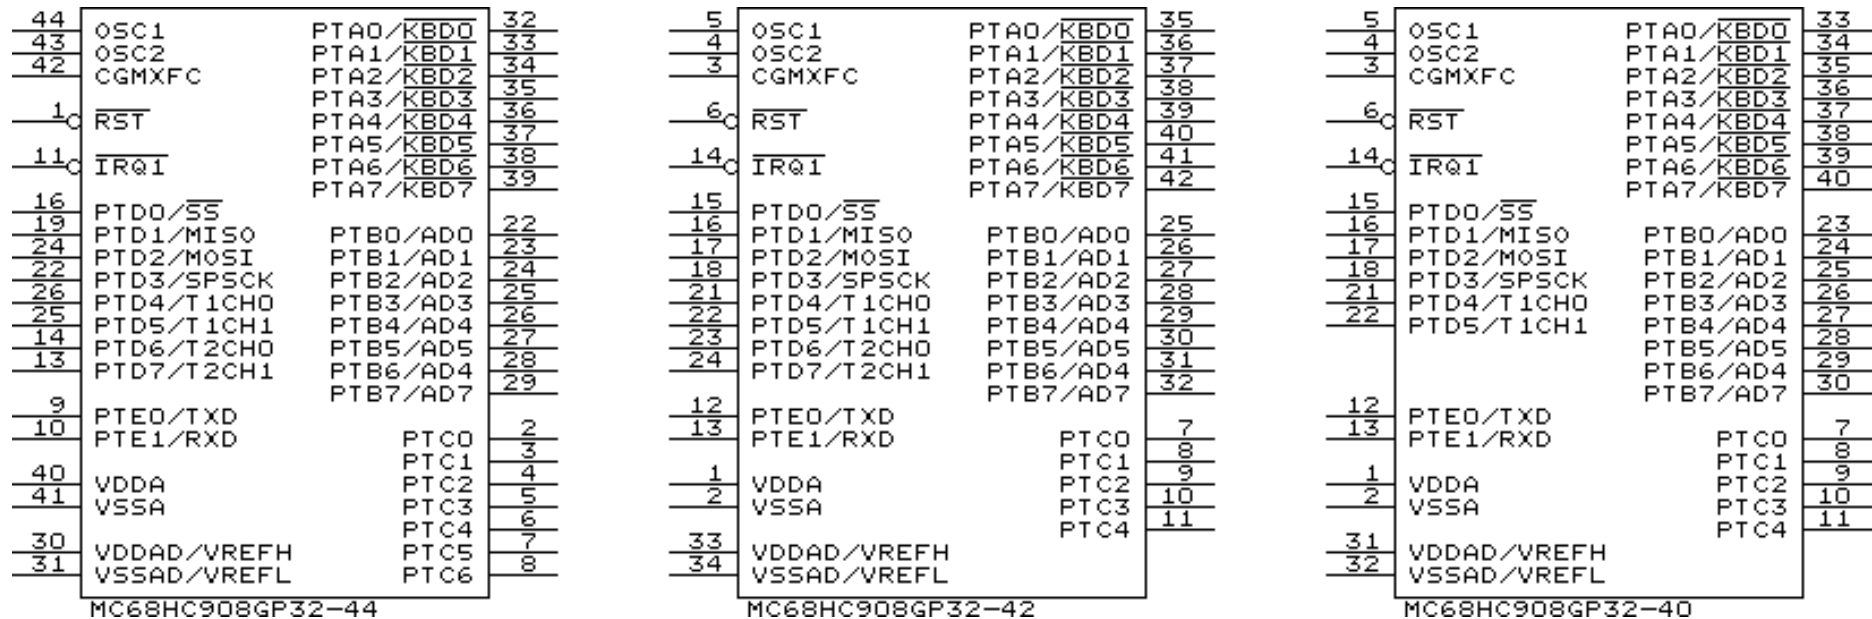 44 OSC1 PTA0/KBD0 32
43 OSC2 PTA1/KBD1 33
42 CGMXFC PTA2/KBD2 34
PTA3/KBD3 35
1 RST PTA4/KBD4 36
PTA5/KBD5 37
11 IRQ1 PTA6/KBD6 38
PTA7/KBD7 39
16 PTD0/SS
19 PTD1/MISO PTB0/AD0 22
24 PTD2/MOSI PTB1/AD1 23
22 PTD3/SPSCK PTB2/AD2 24
26 PTD4/T1CH0 PTB3/AD3 25
25 PTD5/T1CH1 PTB4/AD4 26
14 PTD6/T2CH0 PTB5/AD5 27
13 PTD7/T2CH1 PTB6/AD4 28
PTB7/AD7 29
9 PTE0/TXD
10 PTE1/RXD PTC0 2
PTC1 3
40 VDDA PTC2 4
41 VSSA PTC3 5
PTC4 6
30 VDDAD/VREFH PTC5 7
31 VSSAD/VREFL PTC6 8
MC68HC908GP32-44
5 OSC1 PTA0/KBD0 35
4 OSC2 PTA1/KBD1 36
3 CGMXFC PTA2/KBD2 37
PTA3/KBD3 38
6 RST PTA4/KBD4 39
PTA5/KBD5 40
14 IRQ1 PTA6/KBD6 41
PTA7/KBD7 42
15 PTD0/SS
16 PTD1/MISO PTB0/AD0 25
17 PTD2/MOSI PTB1/AD1 26
18 PTD3/SPSCK PTB2/AD2 27
21 PTD4/T1CH0 PTB3/AD3 28
22 PTD5/T1CH1 PTB4/AD4 29
23 PTD6/T2CH0 PTB5/AD5 30
24 PTD7/T2CH1 PTB6/AD4 31
PTB7/AD7 32
12 PTE0/TXD
13 PTE1/RXD PTC0 7
PTC1 8
1 VDDA PTC2 9
2 VSSA PTC3 10
PTC4 11
33 VDDAD/VREFH
34 VSSAD/VREFL
MC68HC908GP32-42
5 OSC1 PTA0/KBD0 33
4 OSC2 PTA1/KBD1 34
3 CGMXFC PTA2/KBD2 35
PTA3/KBD3 36
6 RST PTA4/KBD4 37
PTA5/KBD5 38
14 IRQ1 PTA6/KBD6 39
PTA7/KBD7 40
15 PTD0/SS
16 PTD1/MISO PTB0/AD0 23
17 PTD2/MOSI PTB1/AD1 24
18 PTD3/SPSCK PTB2/AD2 25
21 PTD4/T1CH0 PTB3/AD3 26
22 PTD5/T1CH1 PTB4/AD4 27
PTB5/AD5 28
PTB6/AD4 29
PTB7/AD7 30
12 PTE0/TXD
13 PTE1/RXD PTC0 7
PTC1 8
1 VDDA PTC2 9
2 VSSA PTC3 10
PTC4 11
31 VDDAD/VREFH
32 VSSAD/VREFL
MC68HC908GP32-40